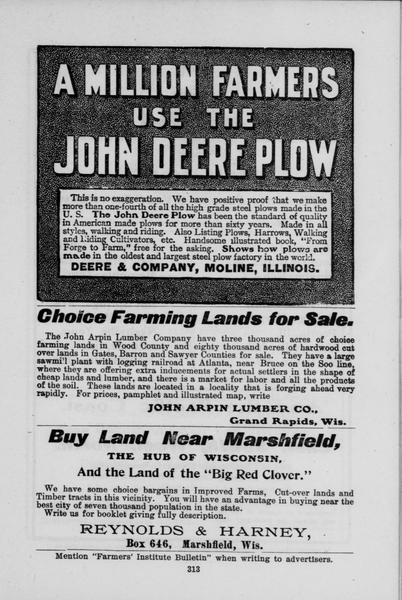 A MILLION FARMERS
USE THE
JOHN DEERE PLOW
This is no exaggeration. We have positive proof that we make
more than one-fourth of all the high grade steel plows made in the
U. S. The John Deere Plow has been the standard of quality
in American made plows for more than sixty years. Made in all
styles, walking and riding. Also Listing Plows, Harrows, Walking
and Riding Cultivators, etc. Handsome illustrated book, "From
Forge to Farm," free for the asking. Shows how plows are
made in the oldest and largest steel plow factory in the world.
DEERE & COMPANY, MOLINE, ILLINOIS.
Choice Farming Lands for Sale.
The John Arpin Lumber Company have three thousand acres of choice
farming lands in Wood County and eighty thousand acres of hardwood cut
over lands in Gates, Barron and Sawyer Counties for sale. They have a large
sawmill plant with logging railroad at Atlanta, near Bruce on the Soo line,
where they are offering extra inducements for actual settlers in the shape of
cheap lands and lumber, and there is a market for labor and all the products
of the soil. These lands are located in a locality that is forging ahead very
rapidly. For prices, pamphlet and illustrated map, write
JOHN ARPIN LUMBER CO.,
Grand Rapids, Wis.
Buy Land Near Marshfield,
THE HUB OF WISCONSIN,
And the Land of the "Big Red Clover."
We have some choice bargains in Improved Farms, Cut-over lands and
Timber tracts in this vicinity. You will have an advantage in buying near the
best city of seven thousand population in the state.
Write us for booklet giving fully description.
REYNOLDS & HARNEY,
Box 646, Marshfield, Wis.
Mention "Farmers' Institute Bulletin" when writing to advertisers.
313